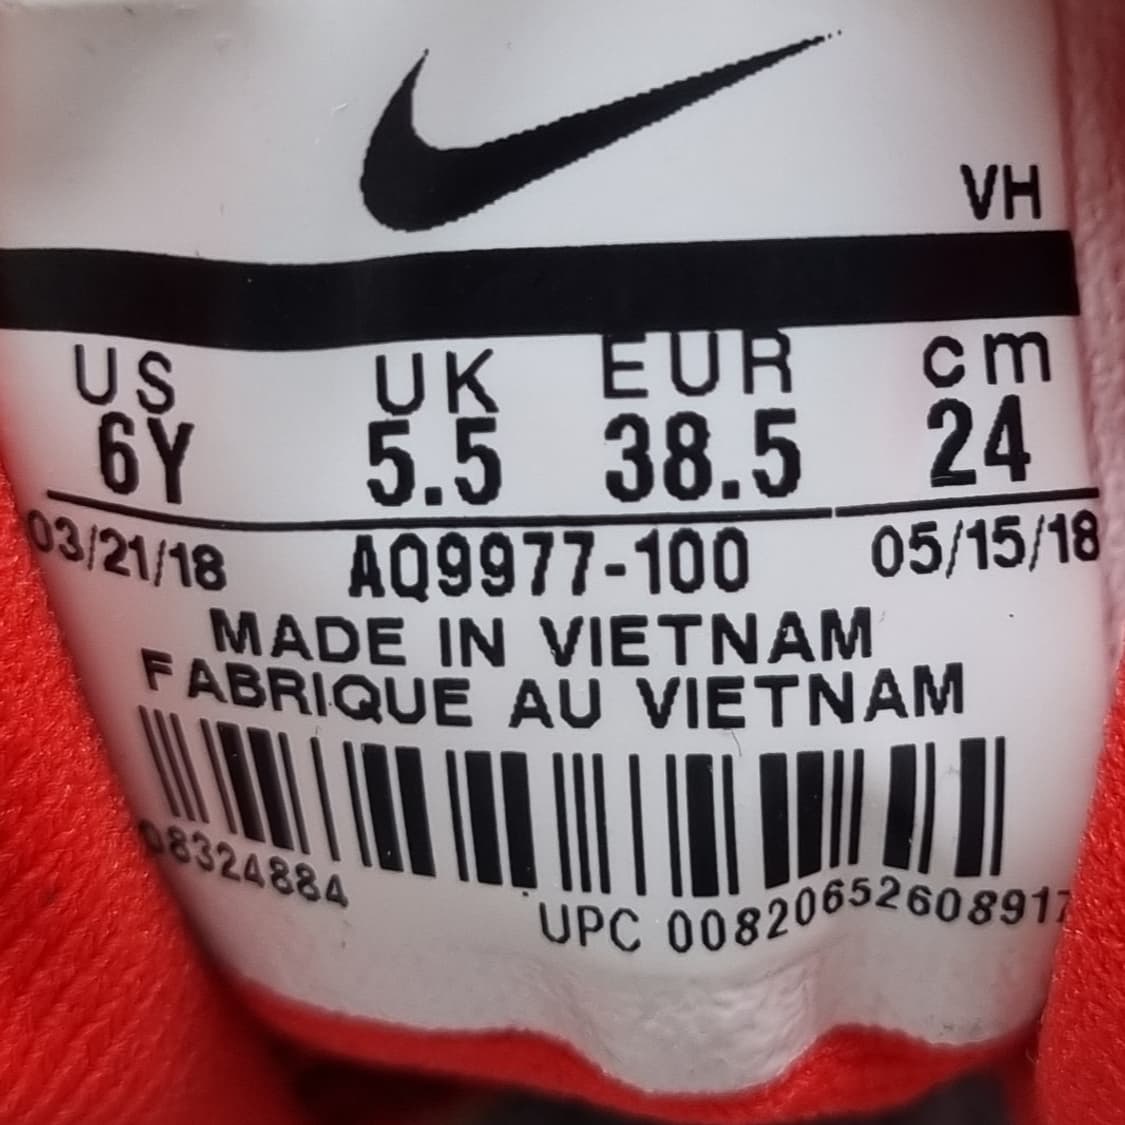 VH
US UK EUR cm
6Y 5.5 38.5 24
03/21/18 AQ9977-100 05/15/18
MADE IN VIETNAM
FABRIQUE AU VIETNAM
08324884
UPC 00820652608917